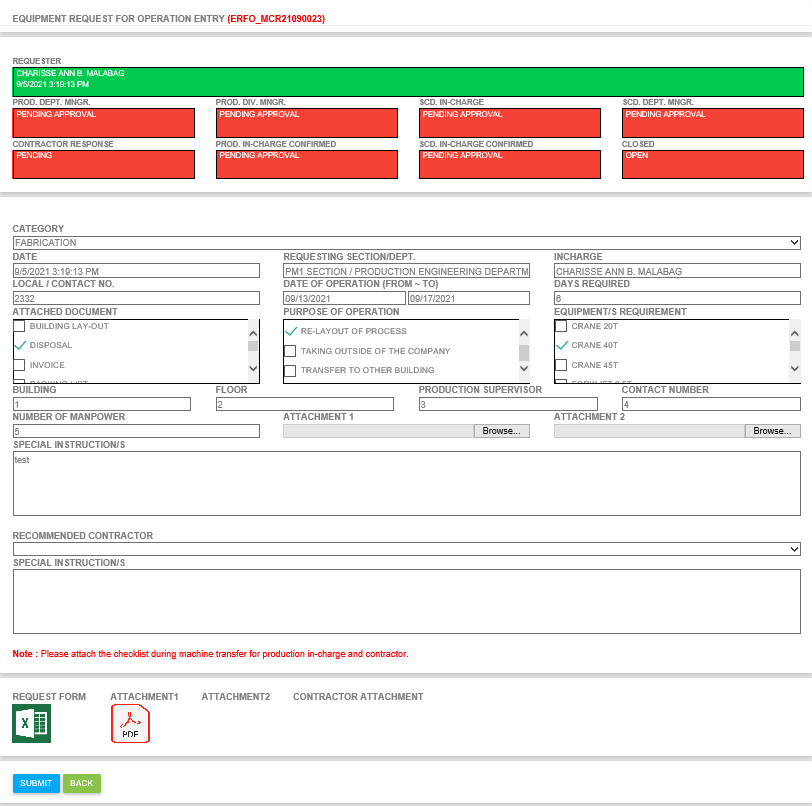 EQUIPMENT REQUEST FOR OPERATION ENTRY (ERFO_MCR21090023)
REQUESTER
CHARISSE ANN B. MALABAG
9/5/2021 3:19:13 PM
PROD. DEPT. MNGR. PROD. DIV. MNGR. SCD. IN-CHARGE SCD. DEPT. MNGR.
PENDING APPROVAL PENDING APPROVAL PENDING APPROVAL PENDING APPROVAL
CONTRACTOR RESPONSE PROD. IN-CHARGE CONFIRMED SCD. IN-CHARGE CONFIRMED CLOSED
PENDING PENDING APPROVAL PENDING APPROVAL OPEN
CATEGORY
FABRICATION
DATE REQUESTING SECTION/DEPT. INCHARGE
9/5/2021 3:19:13 PM PM1 SECTION / PRODUCTION ENGINEERING DEPARTM CHARISSE ANN B. MALABAG
LOCAL / CONTACT NO. DATE OF OPERATION (FROM ~ TO) DAYS REQUIRED
2332 09/13/2021 09/17/2021 6
ATTACHED DOCUMENT PURPOSE OF OPERATION EQUIPMENT/S REQUIREMENT
BUILDING LAY-OUT RE-LAYOUT OF PROCESS CRANE 20T
DISPOSAL TAKING OUTSIDE OF THE COMPANY CRANE 40T
INVOICE TRANSFER TO OTHER BUILDING CRANE 45T
BUILDING FLOOR PRODUCTION SUPERVISOR CONTACT NUMBER
1 2 3 4
NUMBER OF MANPOWER ATTACHMENT 1 ATTACHMENT 2
5 Browse... Browse...
SPECIAL INSTRUCTION/S
test
RECOMMENDED CONTRACTOR
SPECIAL INSTRUCTION/S
Note : Please attach the checklist during machine transfer for production in-charge and contractor.
REQUEST FORM ATTACHMENT1 ATTACHMENT2 CONTRACTOR ATTACHMENT
X PDF
SUBMIT BACK